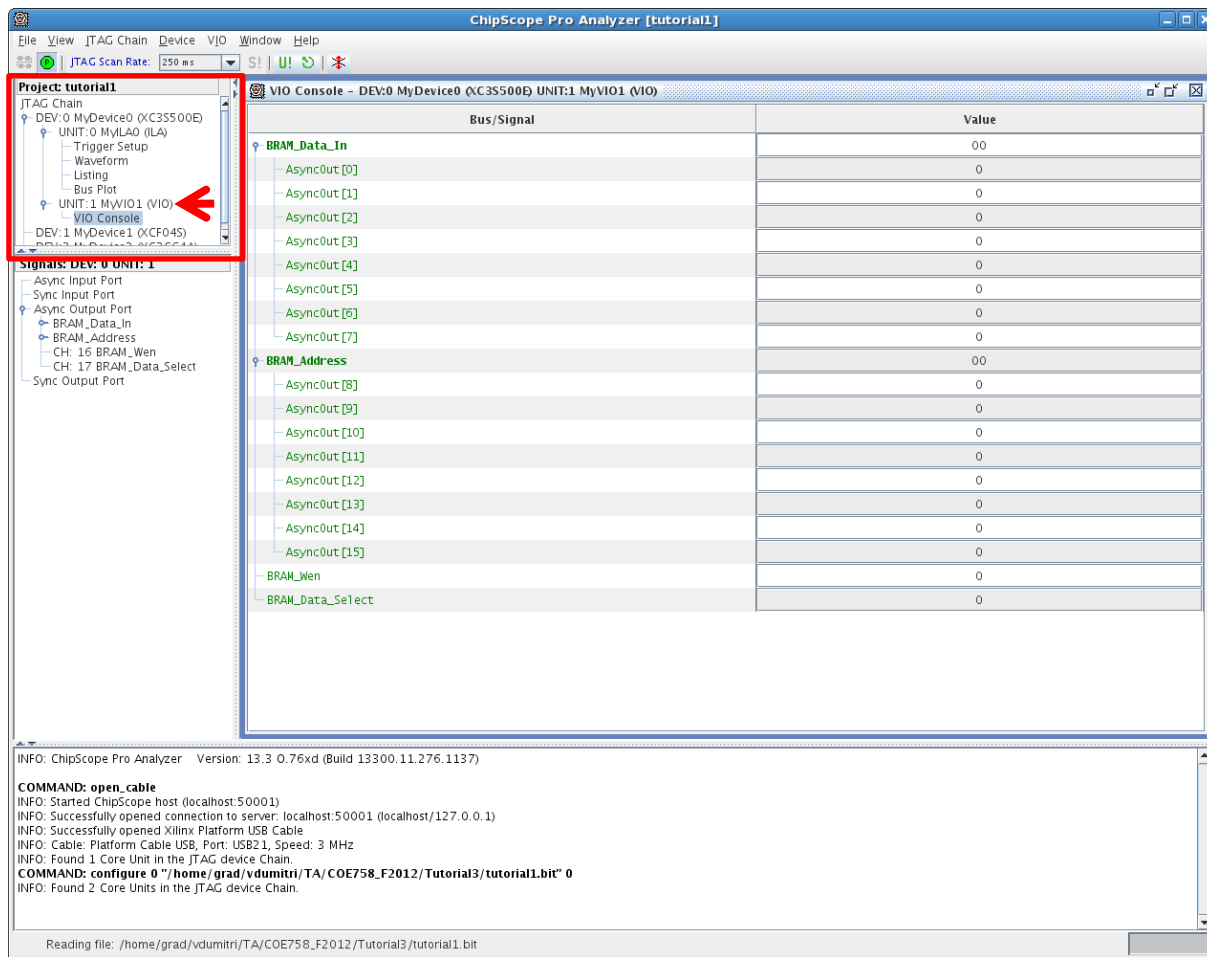 ChipScope Pro Analyzer [tutorial1]
File View JTAG Chain Device VIO Window Help
P JTAG Scan Rate: 250 ms S! U!
Project: tutorial1
JTAG Chain
DEV:0 MyDevice0 (XC3S500E)
UNIT:0 MyILA0 (ILA)
Trigger Setup
Waveform
Listing
Bus Plot
UNIT:1 MyVIO1 (VIO)
VIO Console
DEV:1 MyDevice1 (XCF04S)
Signals: DEV: 0 UNIT: 1
Async Input Port
Sync Input Port
Async Output Port
BRAM_Data_In
BRAM_Address
CH: 16 BRAM_Wen
CH: 17 BRAM_Data_Select
Sync Output Port
VIO Console - DEV:0 MyDevice0 (XC3S500E) UNIT:1 MyVIO1 (VIO)
Bus/Signal Value
BRAM_Data_In 00
AsyncOut[0] 0
AsyncOut[1] 0
AsyncOut[2] 0
AsyncOut[3] 0
AsyncOut[4] 0
AsyncOut[5] 0
AsyncOut[6] 0
AsyncOut[7] 0
BRAM_Address 00
AsyncOut[8] 0
AsyncOut[9] 0
AsyncOut[10] 0
AsyncOut[11] 0
AsyncOut[12] 0
AsyncOut[13] 0
AsyncOut[14] 0
AsyncOut[15] 0
BRAM_Wen 0
BRAM_Data_Select 0
INFO: ChipScope Pro Analyzer Version: 13.3 0.76xd (Build 13300.11.276.1137)
COMMAND: open_cable
INFO: Started ChipScope host (localhost:50001)
INFO: Successfully opened connection to server: localhost:50001 (localhost/127.0.0.1)
INFO: Successfully opened Xilinx Platform USB Cable
INFO: Cable: Platform Cable USB, Port: USB21, Speed: 3 MHz
INFO: Found 1 Core Unit in the JTAG device Chain.
COMMAND: configure 0 "/home/grad/vdumitri/TA/COE758_F2012/Tutorial3/tutorial1.bit" 0
INFO: Found 2 Core Units in the JTAG device Chain.
Reading file: /home/grad/vdumitri/TA/COE758_F2012/Tutorial3/tutorial1.bit